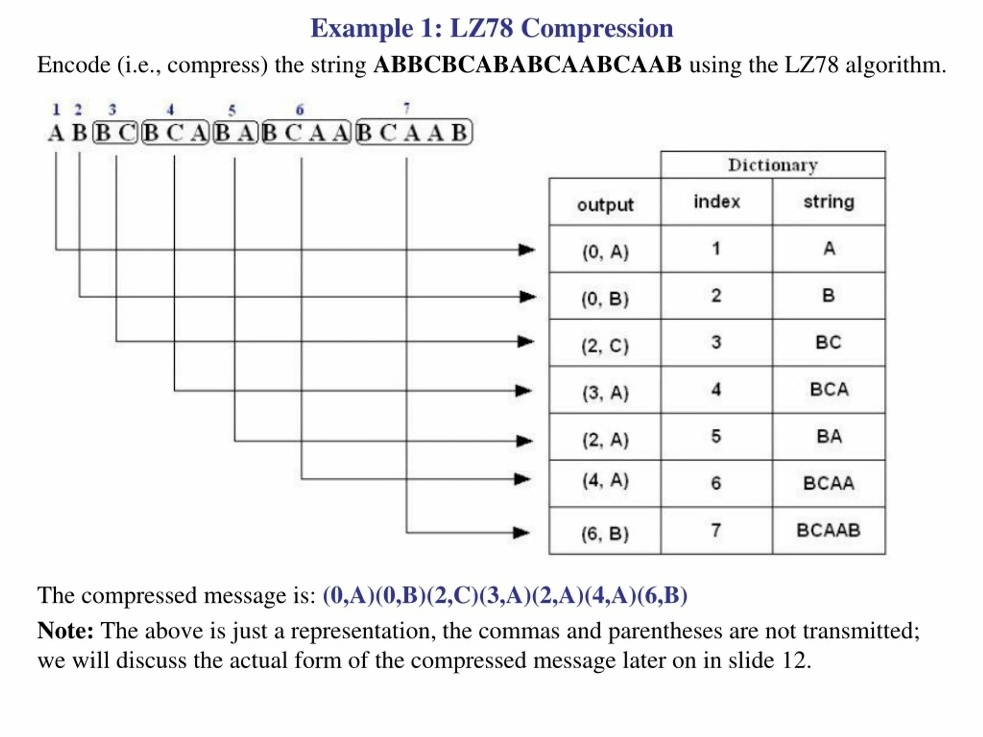 Example 1: LZ78 Compression
Encode (i.e., compress) the string ABBCBCABABCAABCAAB using the LZ78 algorithm.
1 2 3 4 5 6 7
A B B C B C A B A B C A A B C A A B
Dictionary
output index string
(0, A) 1 A
(0, B) 2 B
(2, C) 3 BC
(3, A) 4 BCA
(2, A) 5 BA
(4, A) 6 BCAA
(6, B) 7 BCAAB
The compressed message is: (0,A)(0,B)(2,C)(3,A)(2,A)(4,A)(6,B)
Note: The above is just a representation, the commas and parentheses are not transmitted;
we will discuss the actual form of the compressed message later on in slide 12.